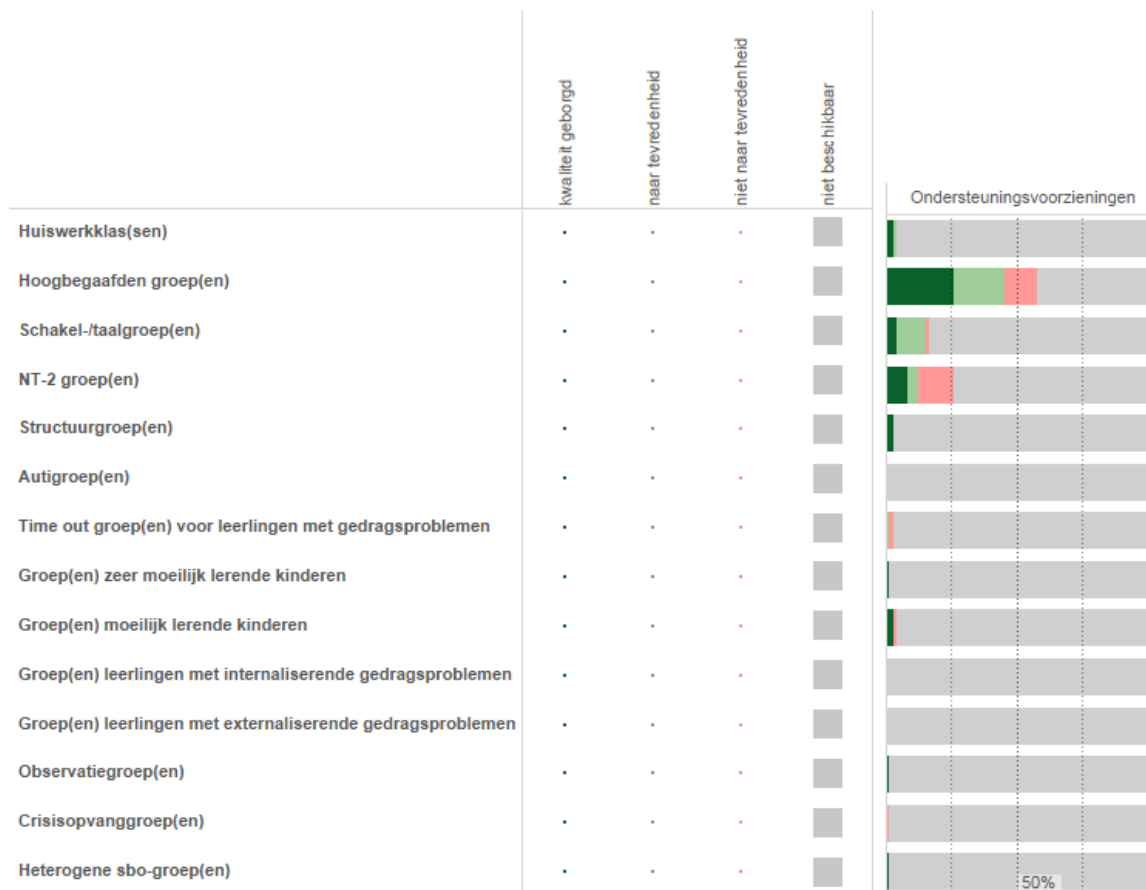 kwaliteit geborgd
naar tevredenheid
niet naar tevredenheid
niet beschikbaar
Ondersteuningsvoorzieningen
Huiswerkklas(sen)
Hoogbegaafden groep(en)
Schakel-/taalgroep(en)
NT-2 groep(en)
Structuurgroep(en)
Autigroep(en)
Time out groep(en) voor leerlingen met gedragsproblemen
Groep(en) zeer moeilijk lerende kinderen
Groep(en) moeilijk lerende kinderen
Groep(en) leerlingen met internaliserende gedragsproblemen
Groep(en) leerlingen met externaliserende gedragsproblemen
Observatiegroep(en)
Crisisopvanggroep(en)
Heterogene sbo-groep(en)
50%